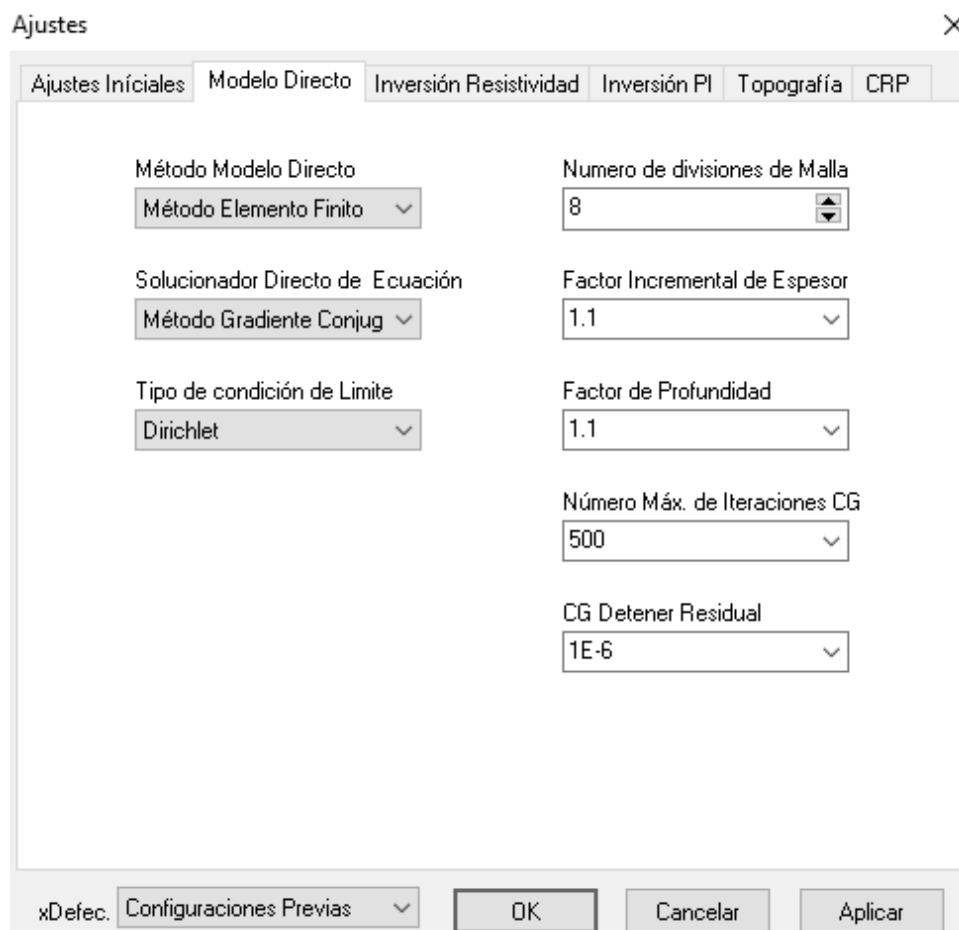 Ajustes
Ajustes Iníciales Modelo Directo Inversión Resistividad Inversión PI Topografía CRP
Método Modelo Directo
Método Elemento Finito
Solucionador Directo de Ecuación
Método Gradiente Conjug
Tipo de condición de Limite
Dirichlet
Numero de divisiones de Malla
8
Factor Incremental de Espesor
1.1
Factor de Profundidad
1.1
Número Máx. de Iteraciones CG
500
CG Detener Residual
1E-6
xDefec. Configuraciones Previas OK Cancelar Aplicar